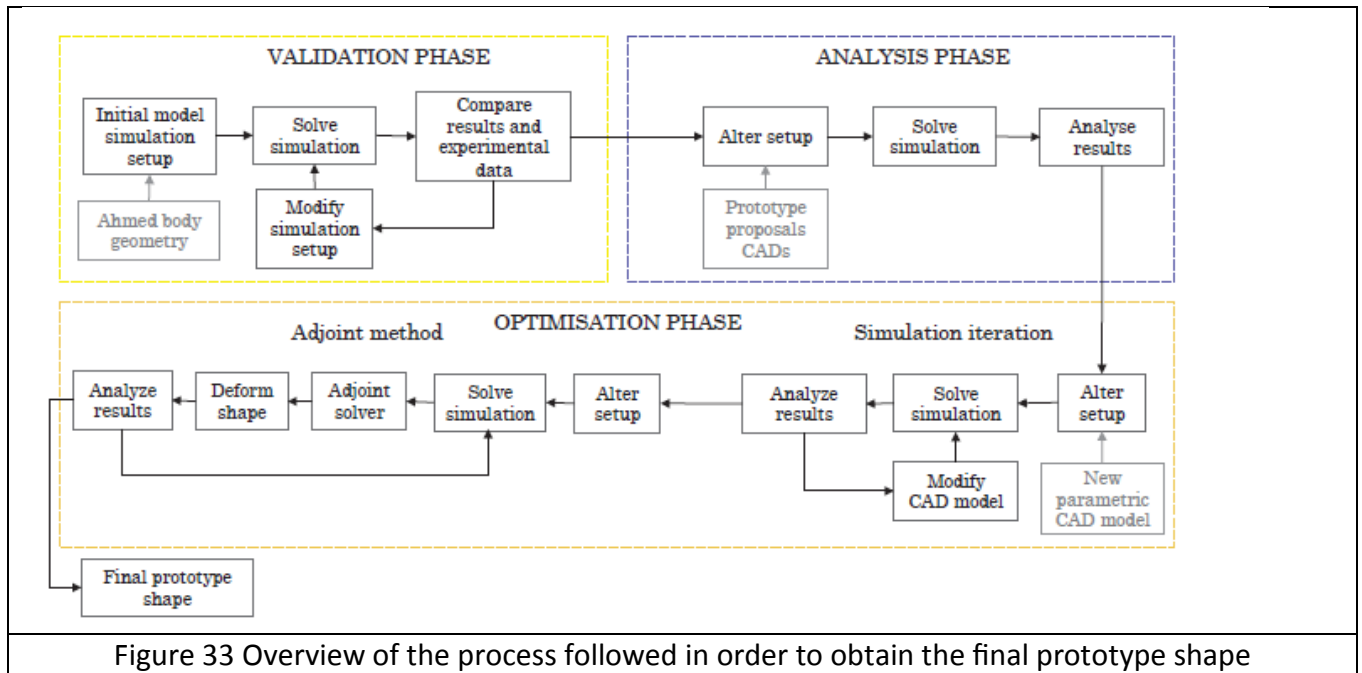 VALIDATION PHASE
Initial model
simulation
setup
Solve
simulation
Compare
results and
experimental
data
Ahmed body
geometry
Modify
simulation
setup
ANALYSIS PHASE
Alter setup
Solve
simulation
Analyse
results
Prototype
proposals
CADs
OPTIMISATION PHASE
Adjoint method
Simulation iteration
Analyze
results
Deform
shape
Adjoint
solver
Solve
simulation
Alter
setup
Analyze
results
Solve
simulation
Alter
setup
Modify
CAD model
New
parametric
CAD model
Final prototype
shape
Figure 33 Overview of the process followed in order to obtain the final prototype shape